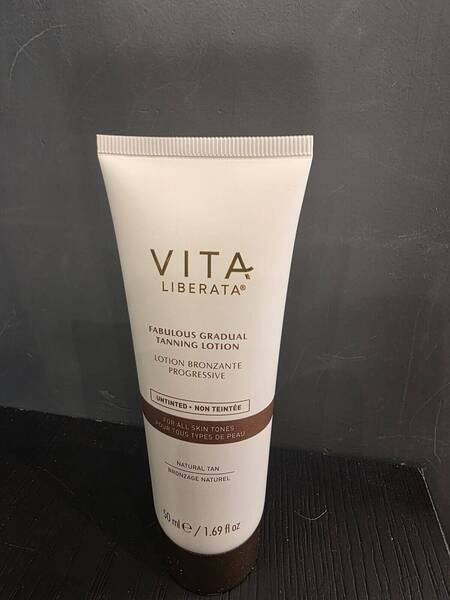 VITA
LIBERATA®
FABULOUS GRADUAL
TANNING LOTION
LOTION BRONZANTE
PROGRESSIVE
UNTINTED • NON TEINTÉE
FOR ALL SKIN TONES
POUR TOUS TYPES DE PEAU
NATURAL TAN
BRONZAGE NATUREL
50 ml ℮ / 1.69 fl oz